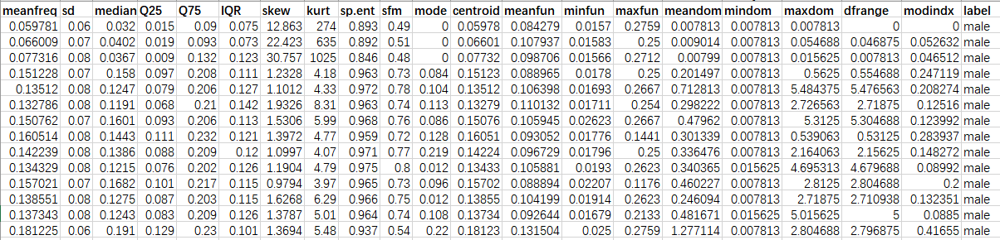 meanfreq sd median Q25 Q75 IQR skew kurt sp.ent sfm mode centroid meanfun minfun maxfun meandom mindom maxdom dfrange modindx label
0.059781 0.06 0.032 0.015 0.09 0.075 12.863 274 0.893 0.49 0 0.05978 0.084279 0.0157 0.2759 0.007813 0.007813 0.007813 0 0 male
0.066009 0.07 0.0402 0.019 0.093 0.073 22.423 635 0.892 0.51 0 0.06601 0.107937 0.01583 0.25 0.009014 0.007813 0.054688 0.046875 0.052632 male
0.077316 0.08 0.0367 0.009 0.132 0.123 30.757 1025 0.846 0.48 0 0.07732 0.098706 0.01566 0.2712 0.00799 0.007813 0.015625 0.007813 0.046512 male
0.151228 0.07 0.158 0.097 0.208 0.111 1.2328 4.18 0.963 0.73 0.084 0.15123 0.088965 0.0178 0.25 0.201497 0.007813 0.5625 0.554688 0.247119 male
0.13512 0.08 0.1247 0.079 0.206 0.127 1.1012 4.33 0.972 0.78 0.104 0.13512 0.106398 0.01693 0.2667 0.712813 0.007813 5.484375 5.476563 0.208274 male
0.132786 0.08 0.1191 0.068 0.21 0.142 1.9326 8.31 0.963 0.74 0.113 0.13279 0.110132 0.01711 0.254 0.298222 0.007813 2.726563 2.71875 0.12516 male
0.150762 0.07 0.1601 0.093 0.206 0.113 1.5306 5.99 0.968 0.76 0.086 0.15076 0.105945 0.02623 0.2667 0.47962 0.007813 5.3125 5.304688 0.123992 male
0.160514 0.08 0.1443 0.111 0.232 0.121 1.3972 4.77 0.959 0.72 0.128 0.16051 0.093052 0.01776 0.1441 0.301339 0.007813 0.539063 0.53125 0.283937 male
0.142239 0.08 0.1386 0.088 0.209 0.12 1.0997 4.07 0.971 0.77 0.219 0.14224 0.096729 0.01796 0.25 0.336476 0.007813 2.164063 2.15625 0.148272 male
0.134329 0.08 0.1215 0.076 0.202 0.126 1.1904 4.79 0.975 0.8 0.012 0.13433 0.105881 0.0193 0.2623 0.340365 0.015625 4.695313 4.679688 0.08992 male
0.157021 0.07 0.1682 0.101 0.217 0.115 0.9794 3.97 0.965 0.73 0.096 0.15702 0.088894 0.02207 0.1176 0.460227 0.007813 2.8125 2.804688 0.2 male
0.138551 0.08 0.1275 0.087 0.203 0.115 1.6268 6.29 0.966 0.75 0.012 0.13855 0.104199 0.01914 0.2623 0.246094 0.007813 2.71875 2.710938 0.132351 male
0.137343 0.08 0.1243 0.083 0.209 0.126 1.3787 5.01 0.964 0.74 0.108 0.13734 0.092644 0.01679 0.2133 0.481671 0.015625 5.015625 5 0.0885 male
0.181225 0.06 0.191 0.129 0.23 0.101 1.3694 5.48 0.937 0.54 0.22 0.18123 0.131504 0.025 0.2759 1.277114 0.007813 2.804688 2.796875 0.41655 male